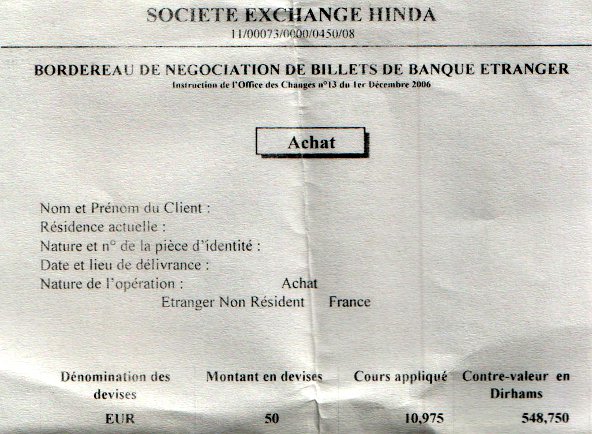 SOCIETE EXCHANGE HINDA
11/00073/0000/0450/08
BORDEREAU DE NEGOCIATION DE BILLETS DE BANQUE ETRANGER
Instruction de l'Office des Changes n°13 du 1er Décembre 2006
Achat
Nom et Prénom du Client :
Résidence actuelle :
Nature et n° de la pièce d'identité :
Date et lieu de délivrance :
Nature de l'opération : Achat
Etranger Non Résident France
Dénomination des Montant en devises Cours appliqué Contre-valeur en
devises Dirhams
EUR 50 10,975 548,750